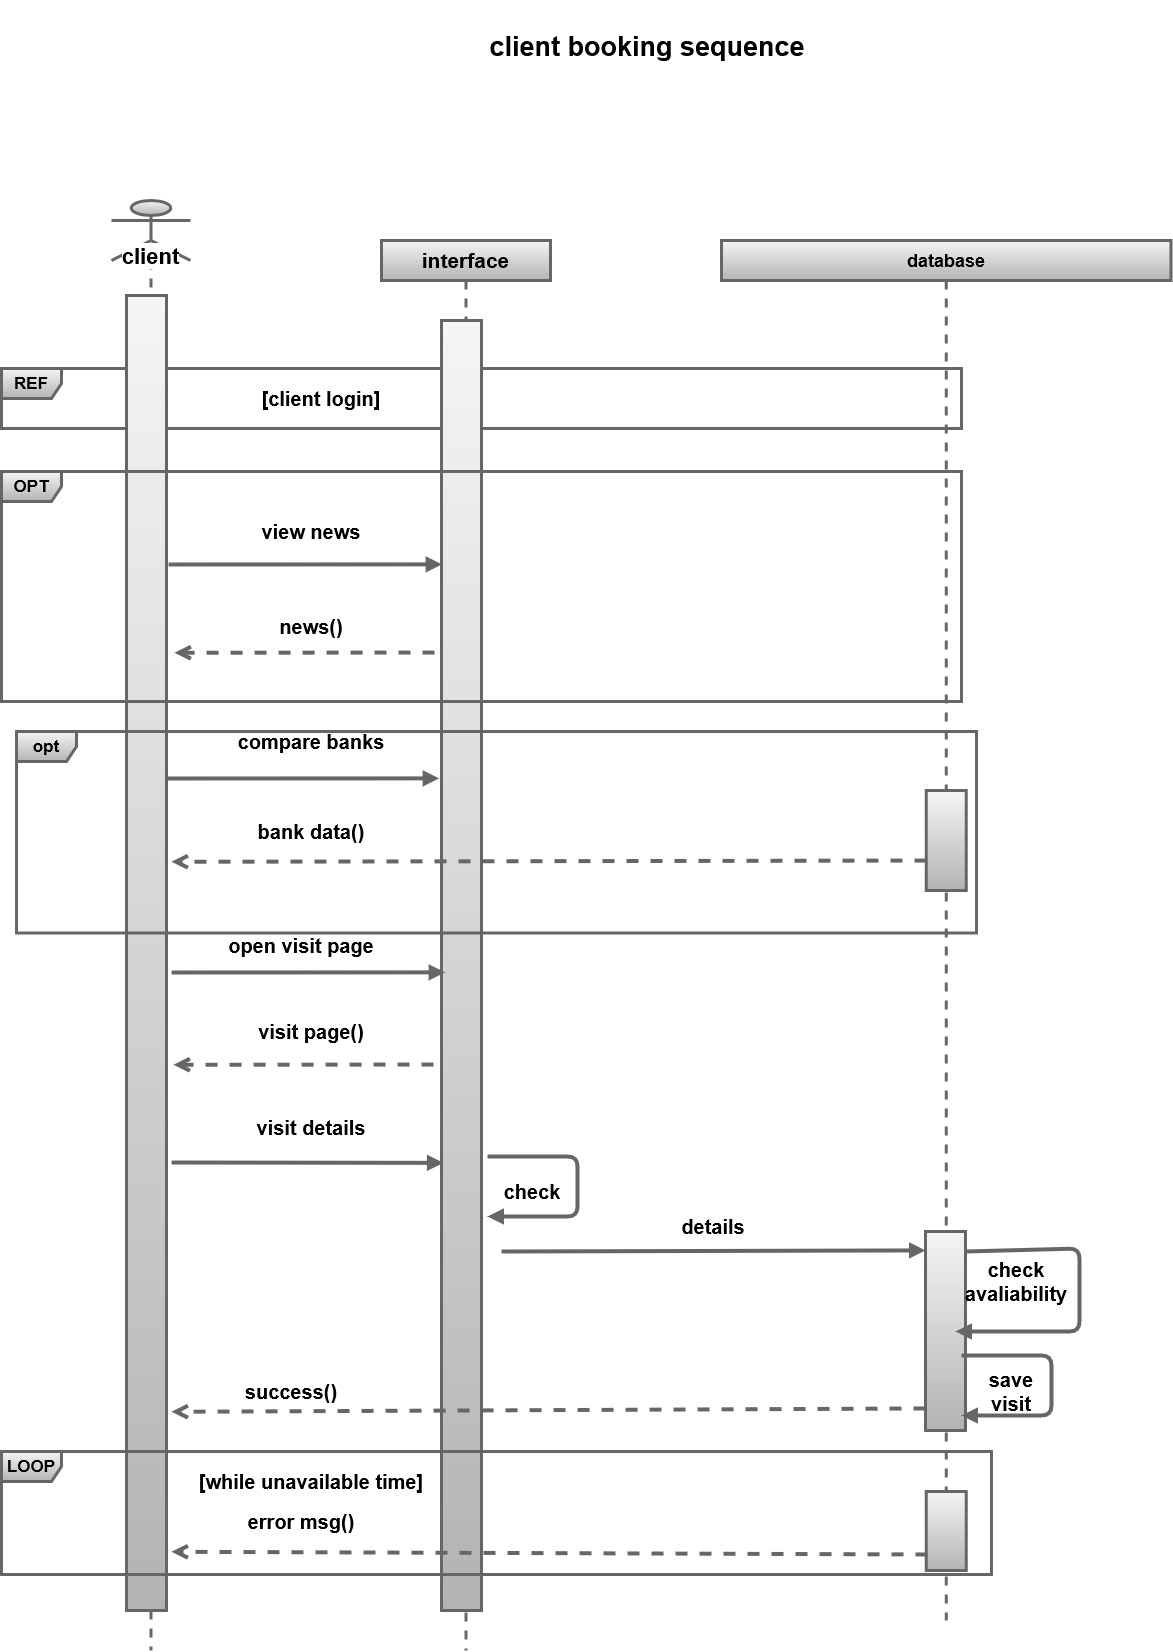 client booking sequence
client
interface
database
REF
[client login]
OPT
view news
news()
opt
compare banks
bank data()
open visit page
visit page()
visit details
check
details
check
avaliability
save
visit
success()
LOOP
[while unavailable time]
error msg()